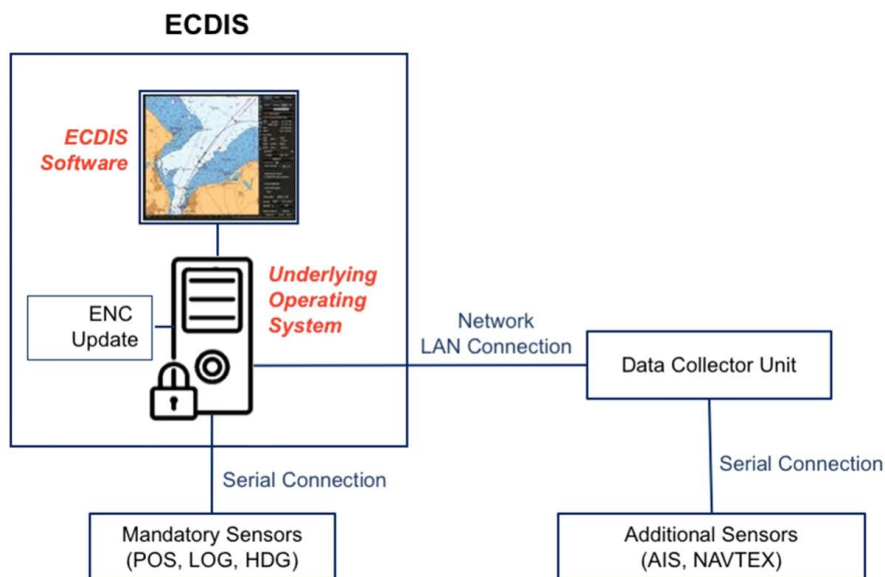 ECDIS
ECDIS
Software
Underlying
Operating
System
ENC
Update
Network
LAN Connection
Data Collector Unit
Serial Connection
Serial Connection
Mandatory Sensors
(POS, LOG, HDG)
Additional Sensors
(AIS, NAVTEX)